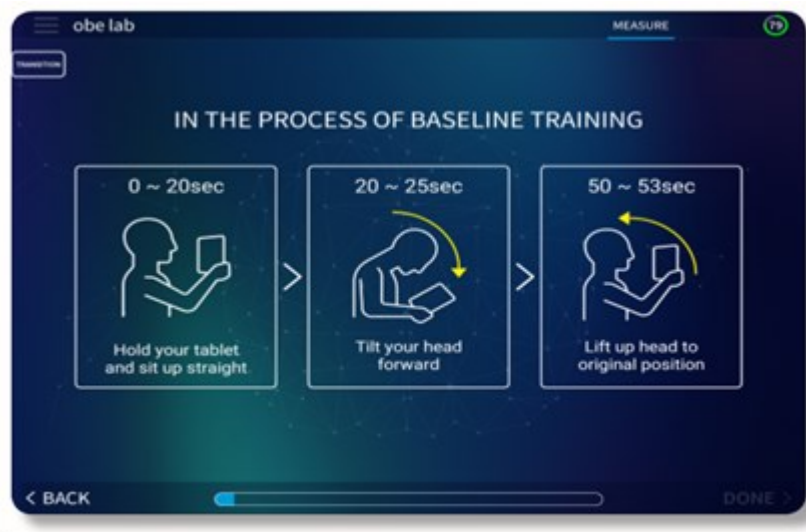 obe lab
MEASURE
79
TRANSITION
IN THE PROCESS OF BASELINE TRAINING
0 ~ 20sec
Hold your tablet
and sit up straight
>
20 ~ 25sec
Tilt your head
forward
>
50 ~ 53sec
Lift up head to
original position
< BACK
DONE >